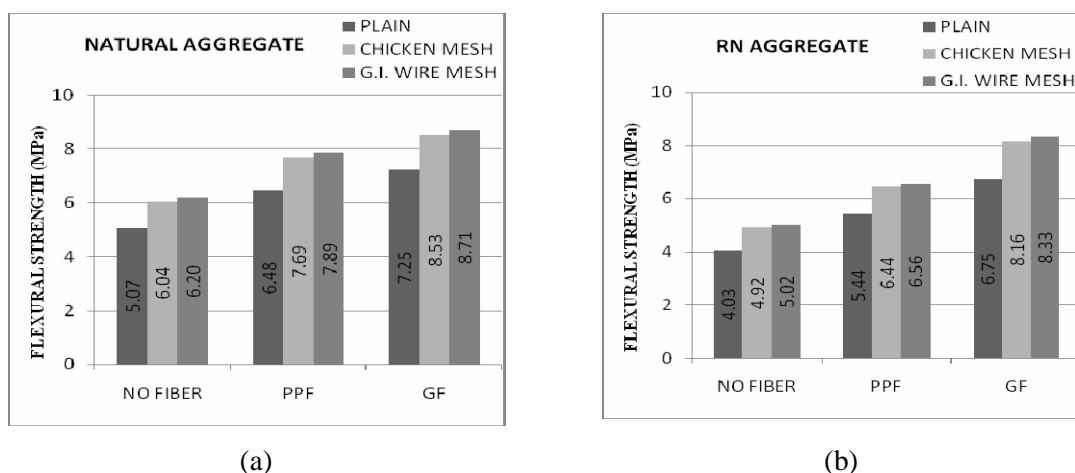 NATURAL AGGREGATE
PLAIN
CHICKEN MESH
G.I. WIRE MESH
FLEXURAL STRENGTH (MPa)
10
8
6
4
2
0
5.07
6.04
6.20
6.48
7.69
7.89
7.25
8.53
8.71
NO FIBER
PPF
GF
(a)
RN AGGREGATE
PLAIN
CHICKEN MESH
G.I. WIRE MESH
FLEXURAL STRENGTH (MPa)
10
8
6
4
2
0
4.03
4.92
5.02
5.44
6.44
6.56
6.75
8.16
8.33
NO FIBER
PPF
GF
(b)